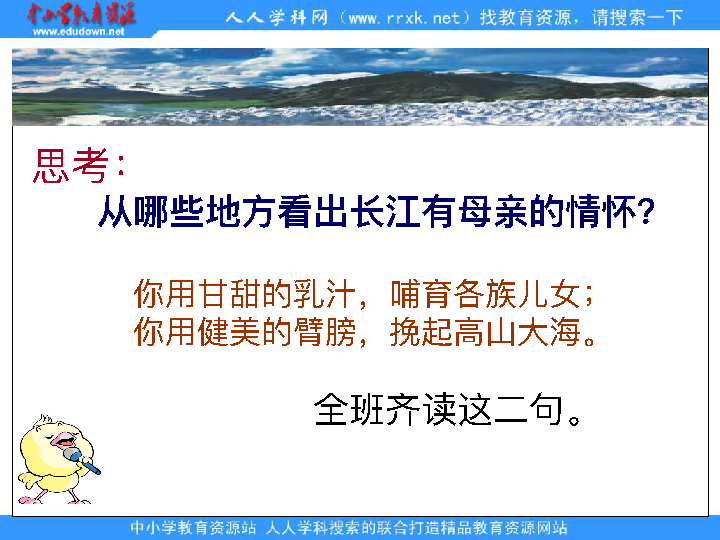 中小学教育资源
www.edudown.net
人人学科网（www.rrxk.net）找教育资源，请搜索一下
思考：
从哪些地方看出长江有母亲的情怀？
你用甘甜的乳汁，哺育各族儿女；
你用健美的臂膀，挽起高山大海。
全班齐读这二句。
中小学教育资源站 人人学科搜索的联合打造精品教育资源网站